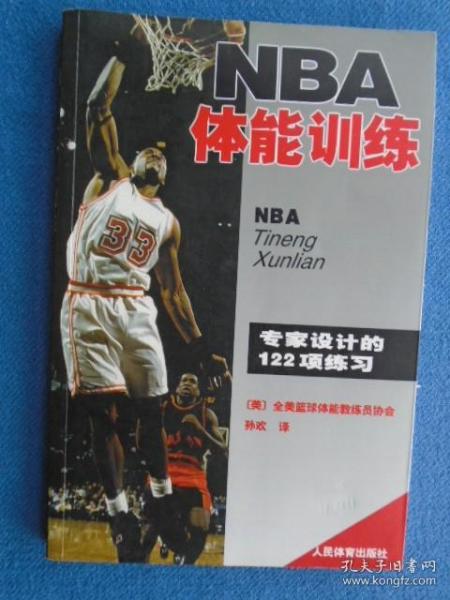 NBA
体能训练
NBA
Tineng
Xunlian
33
专家设计的
122项练习
〔美〕全美篮球体能教练员协会
孙欢 译
人民体育出版社
孔夫子旧书网
www.kongfz.com